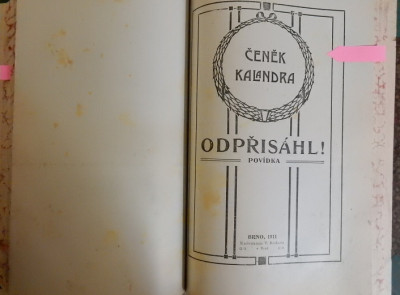 ČENĚK
KALANDRA
ODPŘISÁHL!
POVÍDKA
BRNO, 1911